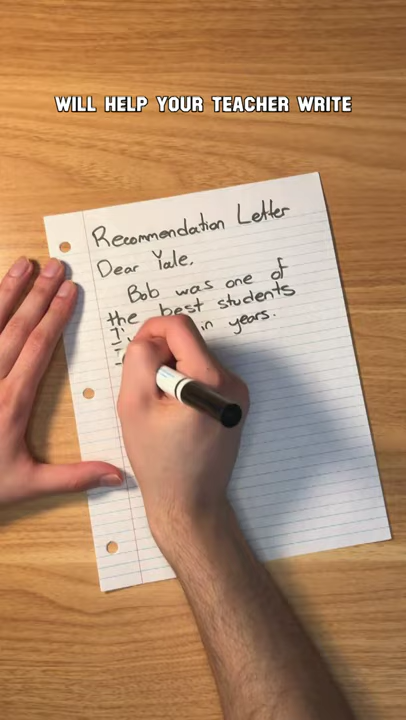 WILL HELP YOUR TEACHER WRITE
Recommendation Letter
Dear Yale,
Bob was one of
the best students
in years.